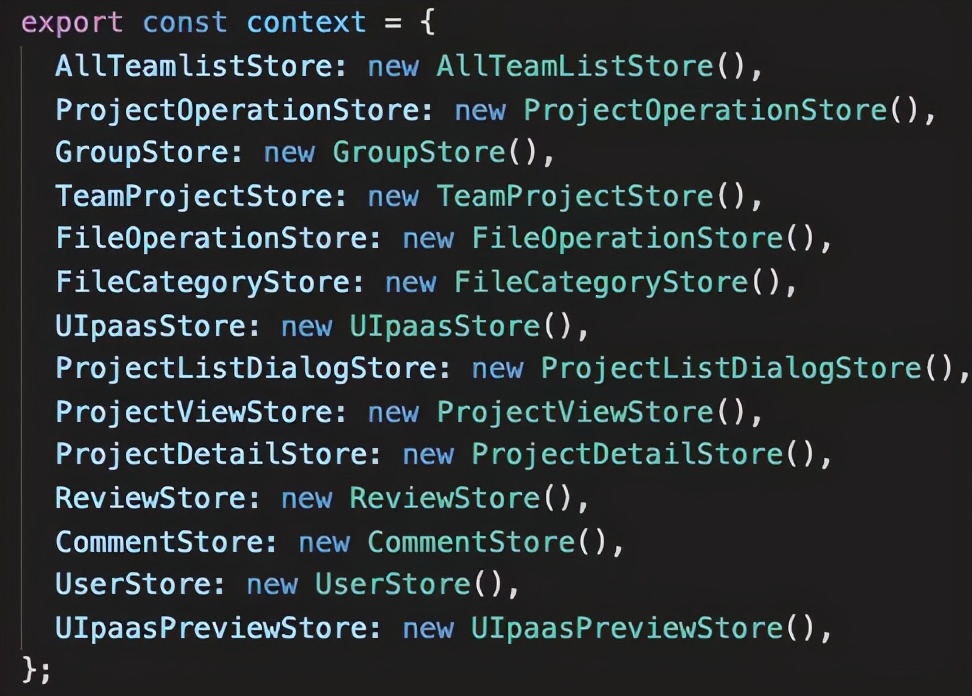 export const context = {
AllTeamlistStore: new AllTeamListStore(),
ProjectOperationStore: new ProjectOperationStore(),
GroupStore: new GroupStore(),
TeamProjectStore: new TeamProjectStore(),
FileOperationStore: new FileOperationStore(),
FileCategoryStore: new FileCategoryStore(),
UIpaasStore: new UIpaasStore(),
ProjectListDialogStore: new ProjectListDialogStore(),
ProjectViewStore: new ProjectViewStore(),
ProjectDetailStore: new ProjectDetailStore(),
ReviewStore: new ReviewStore(),
CommentStore: new CommentStore(),
UserStore: new UserStore(),
UIpaasPreviewStore: new UIpaasPreviewStore(),
};